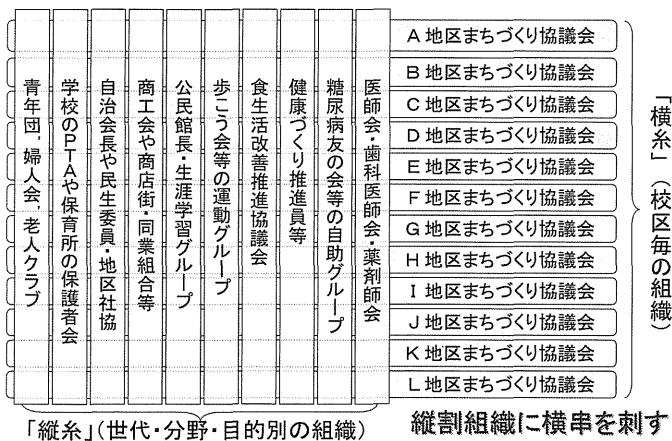 青年団、婦人会、老人クラブ
学校のPTAや保育所の保護者会
自治会長や民生委員・地区社協
商工会や商店街・同業組合等
公民館長・生涯学習グループ
歩こう会等の運動グループ
食生活改善推進協議会
健康づくり推進員等
糖尿病友の会等の自助グループ
医師会・歯科医師会・薬剤師会
A 地区まちづくり協議会
B 地区まちづくり協議会
C 地区まちづくり協議会
D 地区まちづくり協議会
E 地区まちづくり協議会
F 地区まちづくり協議会
G 地区まちづくり協議会
H 地区まちづくり協議会
I 地区まちづくり協議会
J 地区まちづくり協議会
K 地区まちづくり協議会
L 地区まちづくり協議会
「横糸」（校区毎の組織）
「縦糸」（世代・分野・目的別の組織）
縦割組織に横串を刺す